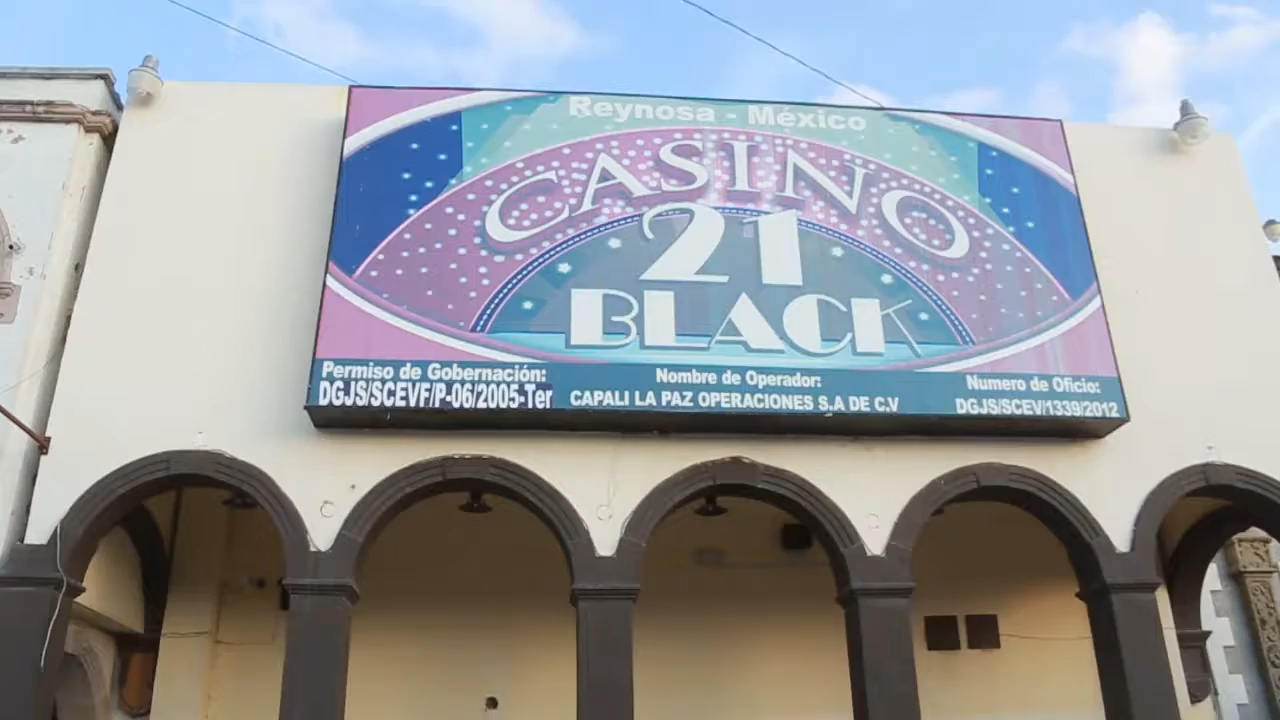 Reynosa - México
CASINO
21
BLACK
Permiso de Gobernación:
DGJS/SCEVF/P-06/2005-Ter
Nombre de Operador:
CAPALI LA PAZ OPERACIONES S.A DE C.V
Numero de Oficio:
DGJS/SCEV/1339/2012